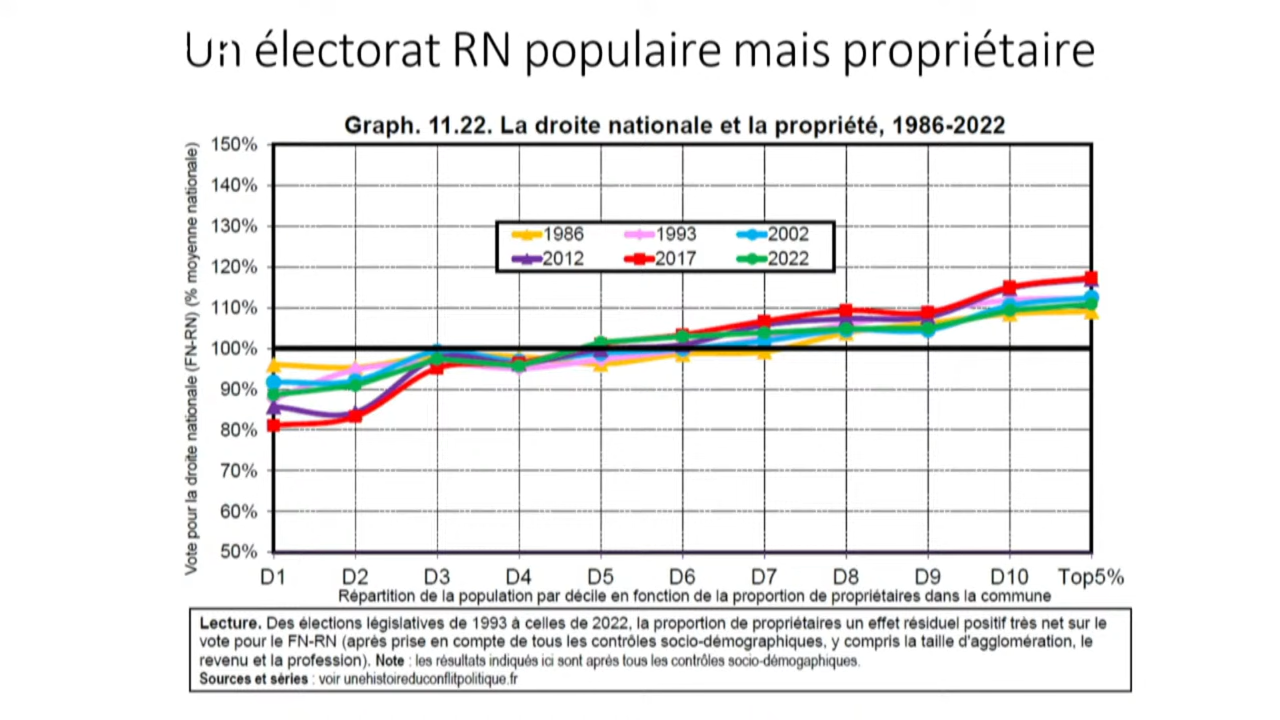 Un électorat RN populaire mais propriétaire
Graph. 11.22. La droite nationale et la propriété, 1986-2022
Vote pour la droite nationale (FN-RN) (% moyenne nationale)
150%
140%
130%
120%
110%
100%
90%
80%
70%
60%
50%
1986 1993 2002
2012 2017 2022
D1 D2 D3 D4 D5 D6 D7 D8 D9 D10 Top5%
Répartition de la population par décile en fonction de la proportion de propriétaires dans la commune
Lecture. Des élections législatives de 1993 à celles de 2022, la proportion de propriétaires un effet résiduel positif très net sur le
vote pour le FN-RN (après prise en compte de tous les contrôles socio-démographiques, y compris la taille d'agglomération, le
revenu et la profession). Note : les résultats indiqués ici sont aprés tous les contrôles socio-démogaphiques.
Sources et séries : voir unehistoireduconflitpolitique.fr